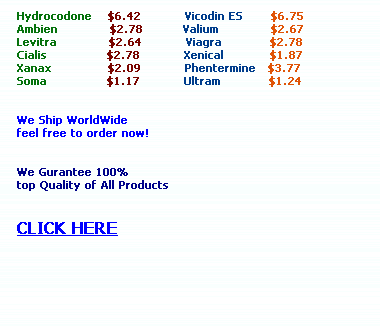 Hydrocodone $6.42 Vicodin ES $6.75
Ambien $2.78 Valium $2.67
Levitra $2.64 Viagra $2.78
Cialis $2.78 Xenical $1.87
Xanax $2.09 Phentermine $3.77
Soma $1.17 Ultram $1.24
We Ship WorldWide
feel free to order now!
We Gurantee 100%
top Quality of All Products
CLICK HERE